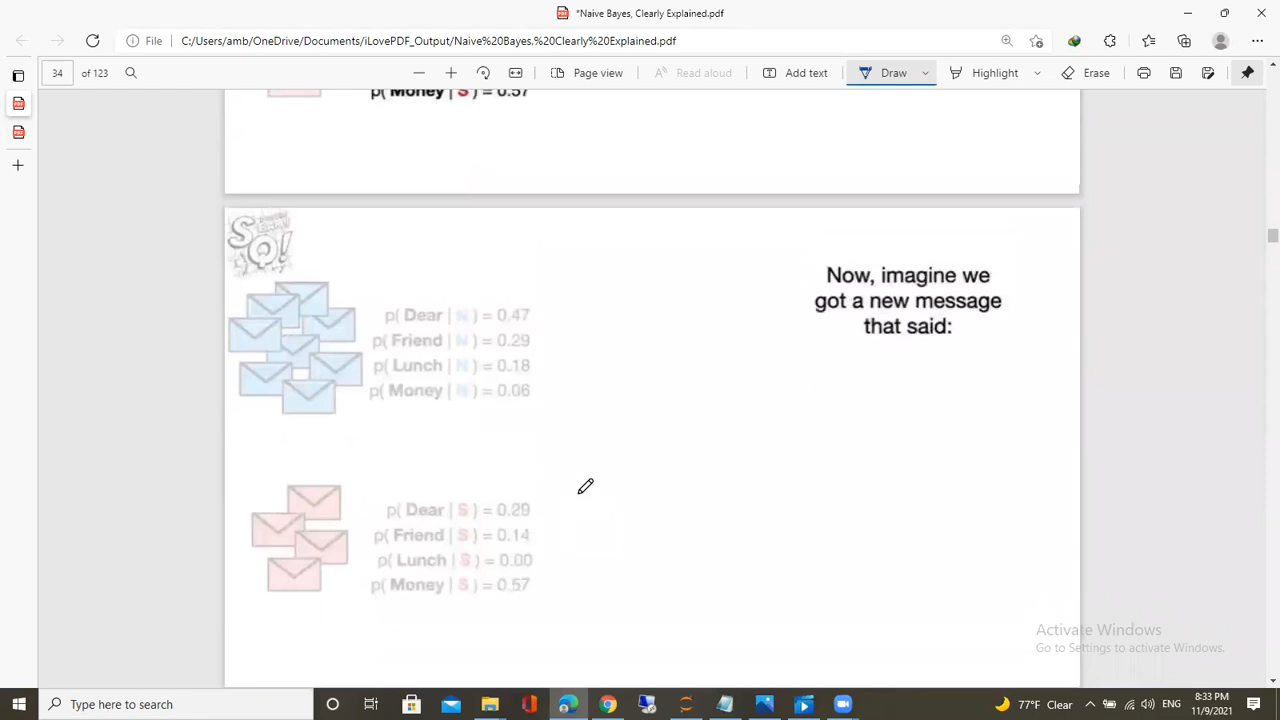 *Naive Bayes, Clearly Explained.pdf
File C:/Users/amb/OneDrive/Documents/iLovePDF_Output/Naive%20Bayes,%20Clearly%20Explained.pdf
34 of 123 Page view Read aloud Add text Draw Highlight Erase
p( Money | S ) = 0.57
Now, imagine we
got a new message
that said:
p( Dear | N ) = 0.47
p( Friend | N ) = 0.29
p( Lunch | N ) = 0.18
p( Money | N ) = 0.06
p( Dear | S ) = 0.29
p( Friend | S ) = 0.14
p( Lunch | S ) = 0.00
p( Money | S ) = 0.57
Activate Windows
Go to Settings to activate Windows.
Type here to search
77°F Clear
8:33 PM
11/9/2021